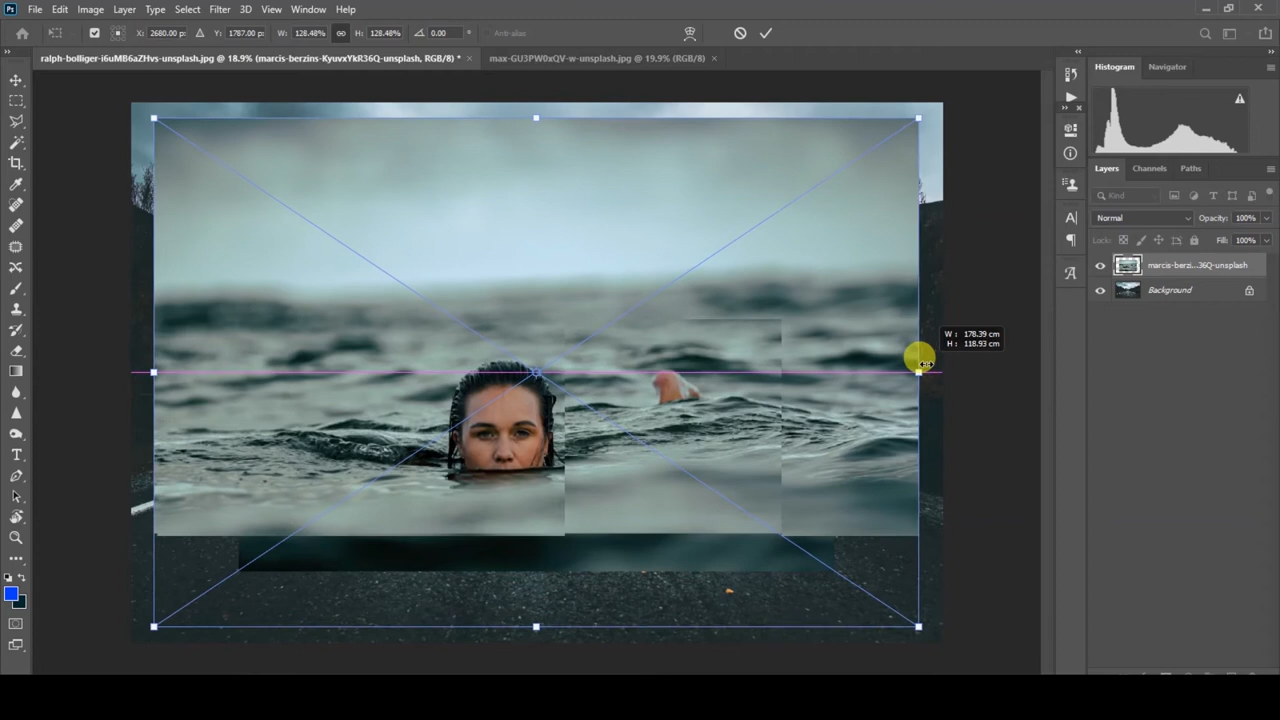 Ps File Edit Image Layer Type Select Filter 3D View Window Help
X: 2680.00 px Y: 1787.00 px W: 128.48% H: 128.48% 0.00 ° Anti-alias
ralph-bolliger-i6uMB6aZHvs-unsplash.jpg @ 18.9% (marcis-berzins-KyuvxYkR36Q-unsplash, RGB/8) * × max-GU3PW0xQV-w-unsplash.jpg @ 19.9% (RGB/8) ×
Histogram Navigator
Layers Channels Paths
Kind
Normal Opacity: 100%
Lock: Fill: 100%
marcis-berzi...36Q-unsplash
Background
W : 178.39 cm
H : 118.93 cm